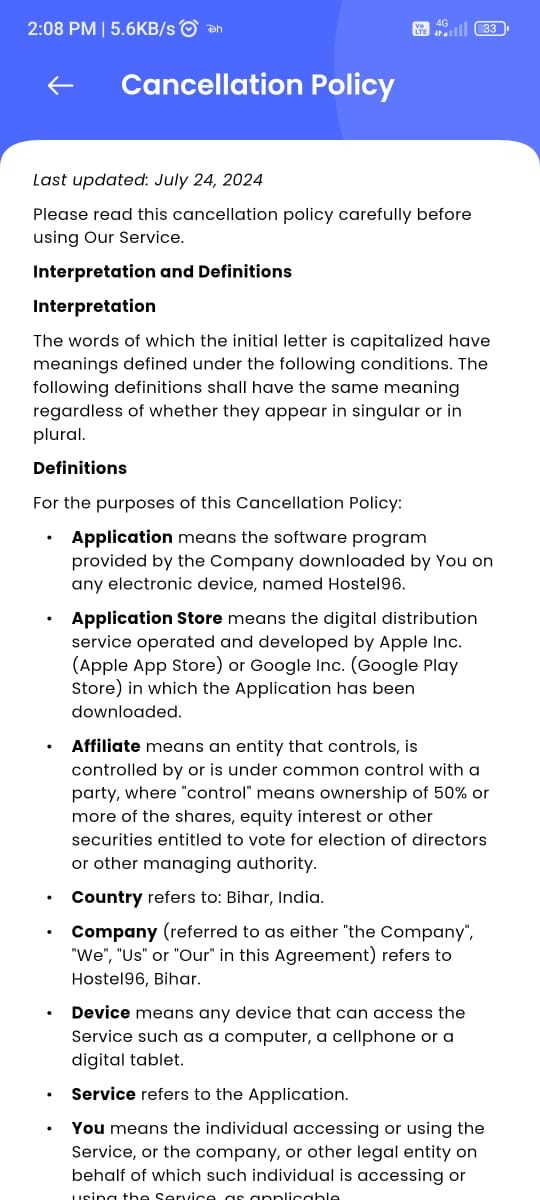 2:08 PM | 5.6KB/s
4G
33
Cancellation Policy
Last updated: July 24, 2024
Please read this cancellation policy carefully before
using Our Service.
Interpretation and Definitions
Interpretation
The words of which the initial letter is capitalized have
meanings defined under the following conditions. The
following definitions shall have the same meaning
regardless of whether they appear in singular or in
plural.
Definitions
For the purposes of this Cancellation Policy:
• Application means the software program
provided by the Company downloaded by You on
any electronic device, named Hostel96.
• Application Store means the digital distribution
service operated and developed by Apple Inc.
(Apple App Store) or Google Inc. (Google Play
Store) in which the Application has been
downloaded.
• Affiliate means an entity that controls, is
controlled by or is under common control with a
party, where "control" means ownership of 50% or
more of the shares, equity interest or other
securities entitled to vote for election of directors
or other managing authority.
• Country refers to: Bihar, India.
• Company (referred to as either "the Company",
"We", "Us" or "Our" in this Agreement) refers to
Hostel96, Bihar.
• Device means any device that can access the
Service such as a computer, a cellphone or a
digital tablet.
• Service refers to the Application.
• You means the individual accessing or using the
Service, or the company, or other legal entity on
behalf of which such individual is accessing or
using the Service, as applicable